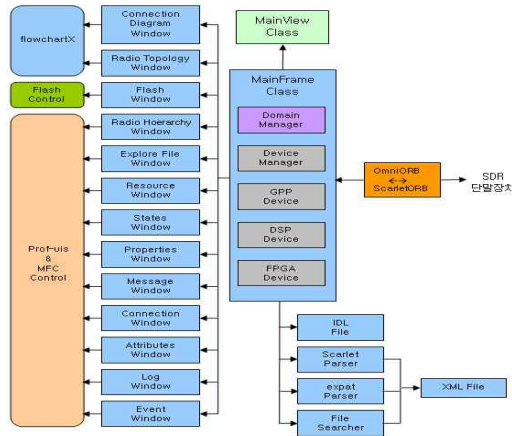 flowchartX
Flash
Control
Prof-uis
&
MFC
Control
Connection
Diagram
Window
Radio Topology
Window
Flash
Window
Radio Hoerarchy
Window
Explore File
Window
Resource
Window
States
Window
Properties
Window
Message
Window
Connection
Window
Attributes
Window
Log
Window
Event
Window
MainView
Class
MainFrame
Class
Domain
Manager
Device
Manager
GPP
Device
DSP
Device
FPGA
Device
OmniORB
<->
ScarletORB
SDR
단말장치
IDL
File
Scarlet
Parser
expat
Parser
File
Searcher
XML File